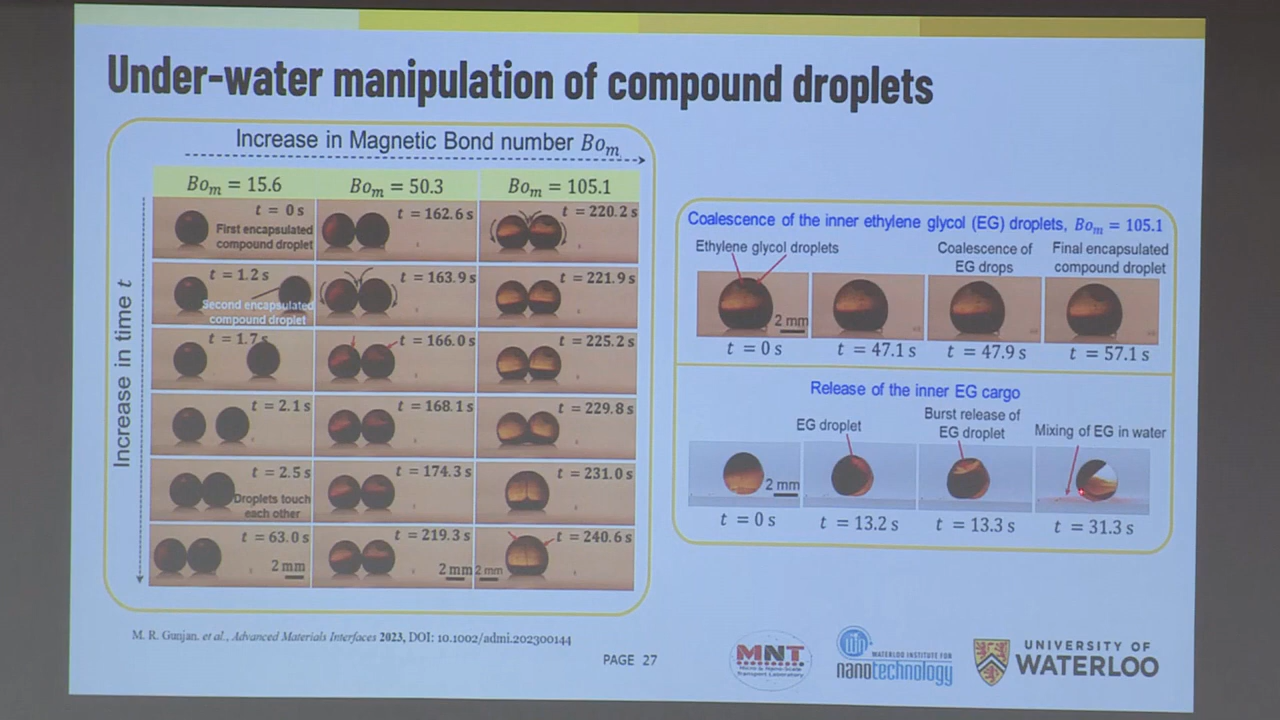 Under-water manipulation of compound droplets
Increase in Magnetic Bond number Bo_m
Bo_m = 15.6
Bo_m = 50.3
Bo_m = 105.1
Increase in time t
t = 0 s
First encapsulated
compound droplet
t = 162.6 s
t = 220.2 s
t = 1.2 s
Second encapsulated
compound droplet
t = 163.9 s
t = 221.9 s
t = 1.7 s
t = 166.0 s
t = 225.2 s
t = 2.1 s
t = 168.1 s
t = 229.8 s
t = 2.5 s
Droplets touch
each other
t = 174.3 s
t = 231.0 s
t = 63.0 s
2 mm
t = 219.3 s
2 mm
t = 240.6 s
2 mm
Coalescence of the inner ethylene glycol (EG) droplets, Bo_m = 105.1
Ethylene glycol droplets
Coalescence of
EG drops
Final encapsulated
compound droplet
2 mm
t = 0 s
t = 47.1 s
t = 47.9 s
t = 57.1 s
Release of the inner EG cargo
EG droplet
Burst release of
EG droplet
Mixing of EG in water
2 mm
t = 0 s
t = 13.2 s
t = 13.3 s
t = 31.3 s
M. R. Gunjan. et al., Advanced Materials Interfaces 2023, DOI: 10.1002/admi.202300144
PAGE 27
MNT
Micro & Nano-Scale
Transport Laboratory
WATERLOO INSTITUTE FOR
nanotechnology
UNIVERSITY OF
WATERLOO